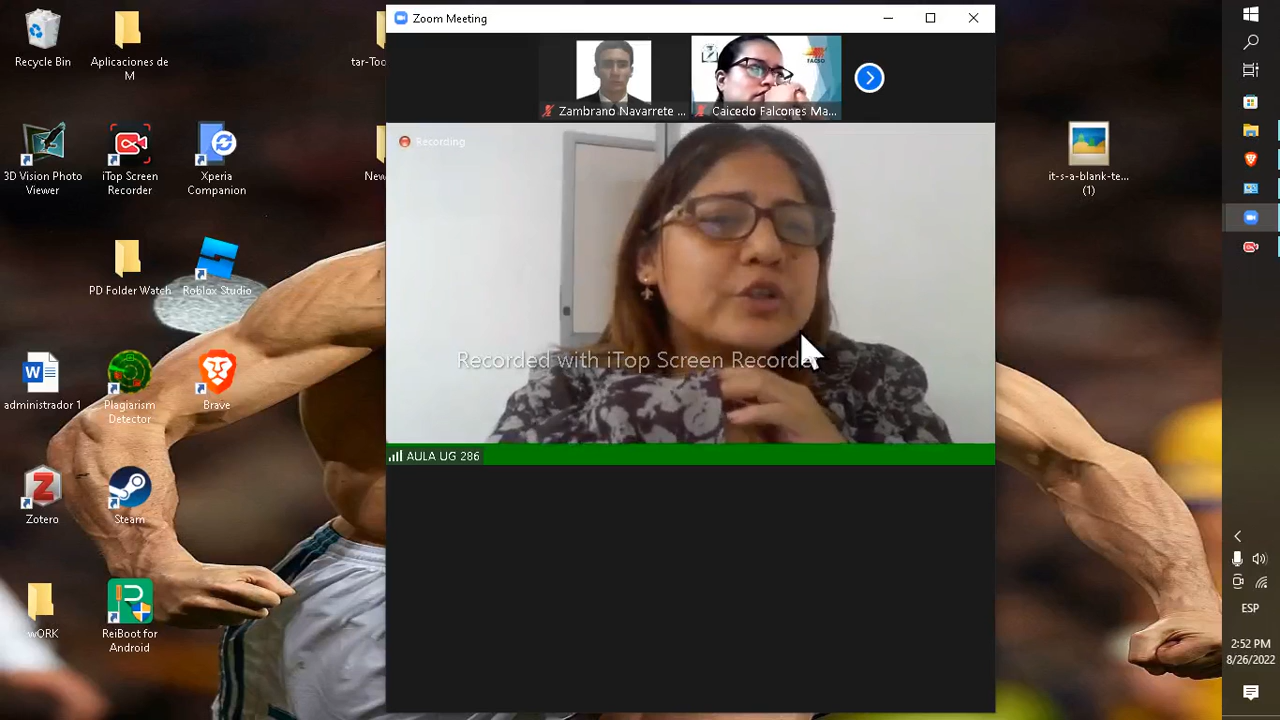 Zoom Meeting
Recycle Bin
Aplicaciones de M
tar-Too
Zambrano Navarrete ...
Caicedo Falcones Ma...
FACSO
Recording
3D Vision Photo Viewer
iTop Screen Recorder
Xperia Companion
New
it-s-a-blank-te... (1)
PD Folder Watch
Roblox Studio
Recorded with iTop Screen Recorder
administrador 1
Plagiarism Detector
Brave
AULA UG 286
Zotero
Steam
wORK
ReiBoot for Android
ESP
2:52 PM
8/26/2022